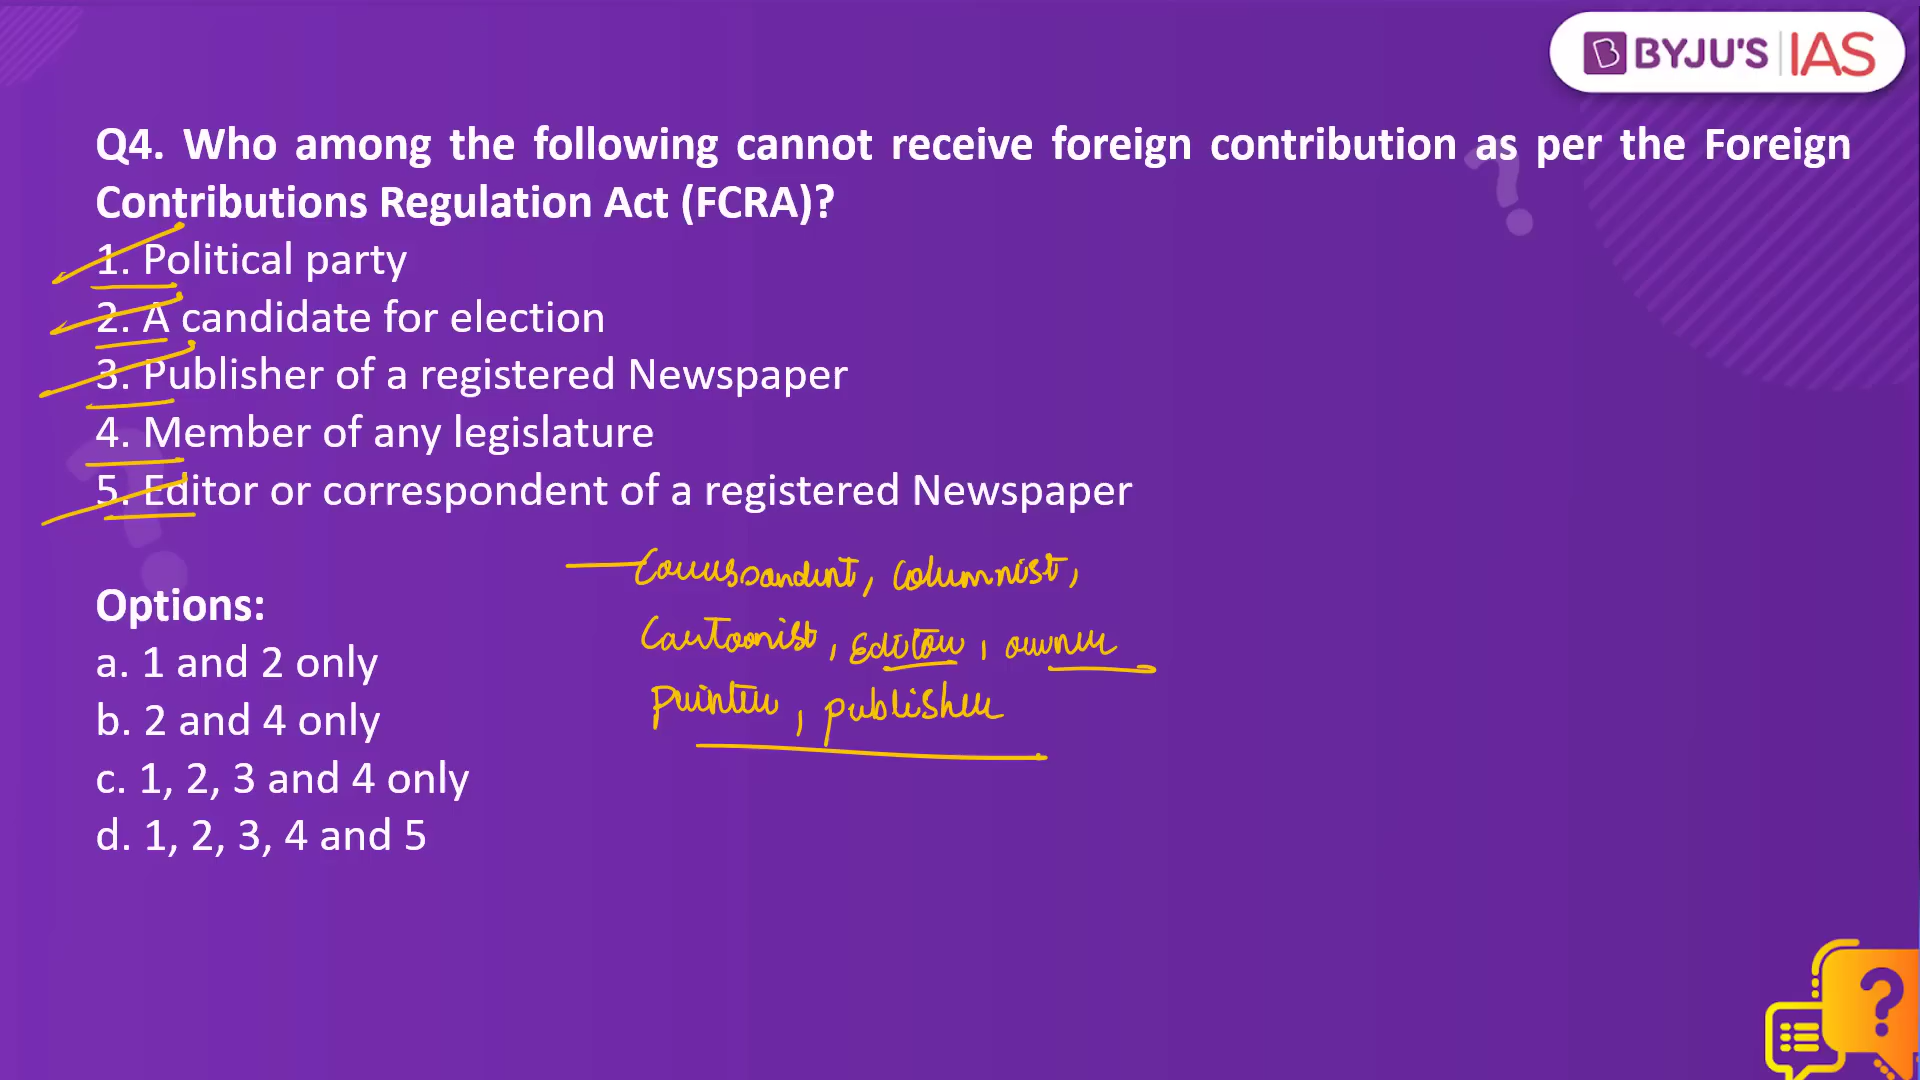 BYJU'S IAS
Q4. Who among the following cannot receive foreign contribution as per the Foreign
Contributions Regulation Act (FCRA)?
1. Political party
2. A candidate for election
3. Publisher of a registered Newspaper
4. Member of any legislature
5. Editor or correspondent of a registered Newspaper
Correspondent, Columnist,
Cartoonist, Editor, owner
Printer, publisher
Options:
a. 1 and 2 only
b. 2 and 4 only
c. 1, 2, 3 and 4 only
d. 1, 2, 3, 4 and 5